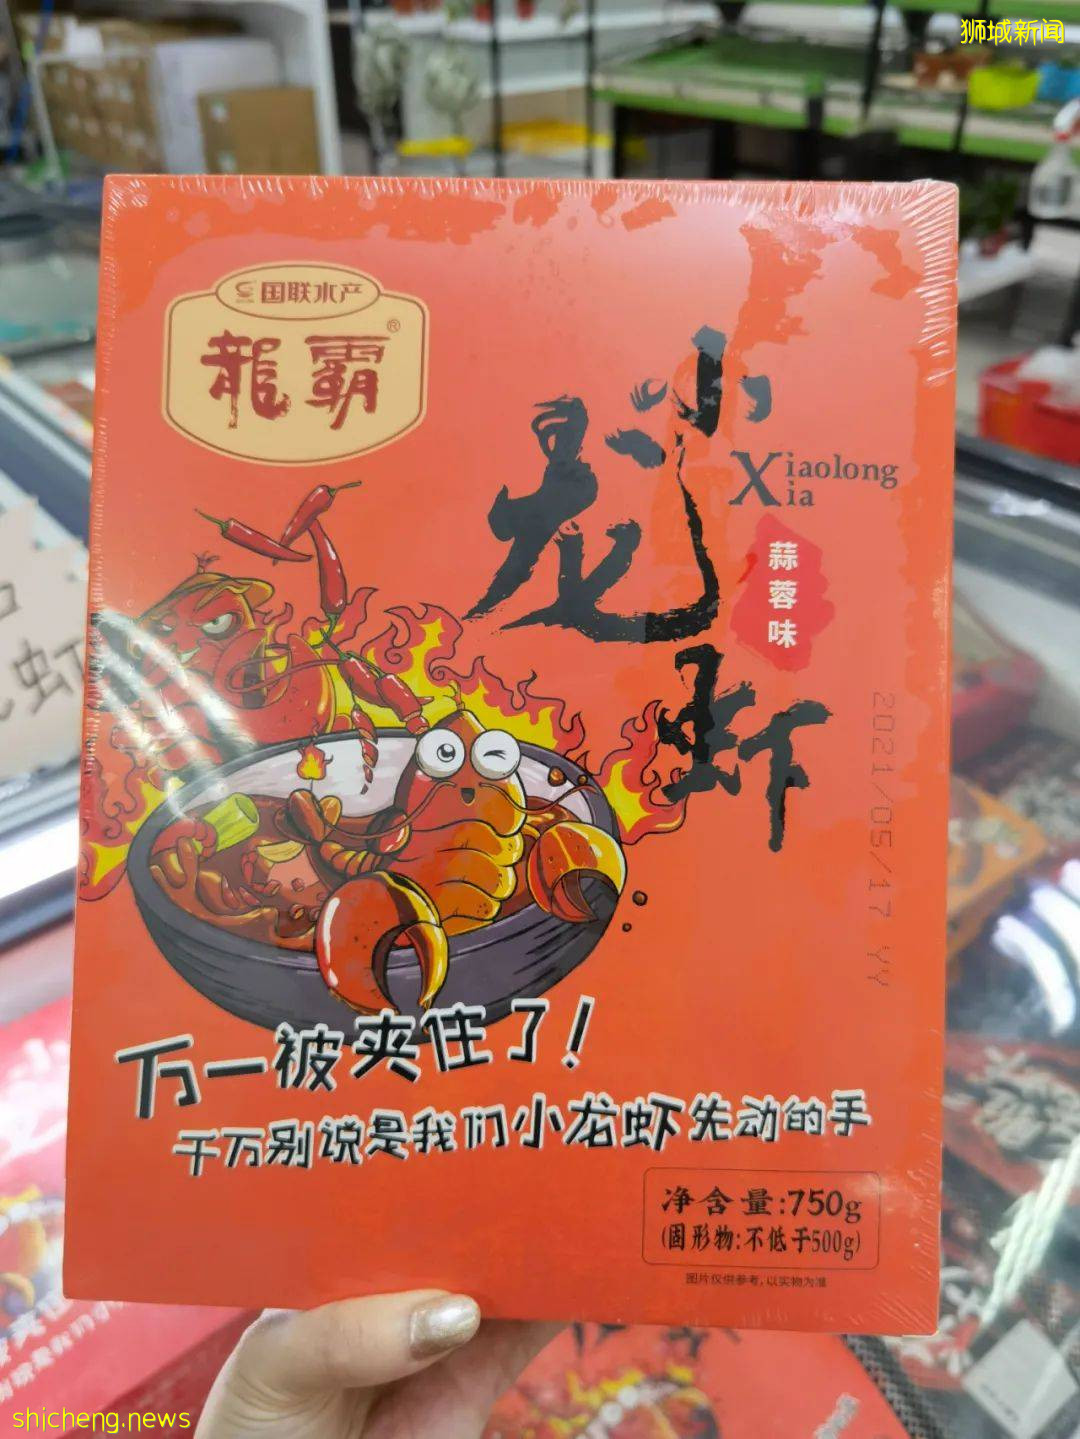 狮城新闻
国联水产
龍霸®
小龙虾
Xiaolong
Xia
蒜蓉味
2021/05/17 YY
万一被夹住了!
千万别说是我们小龙虾先动的手
净含量:750g
(固形物:不低于500g)
图片仅供参考,以实物为准
虾
shicheng.news